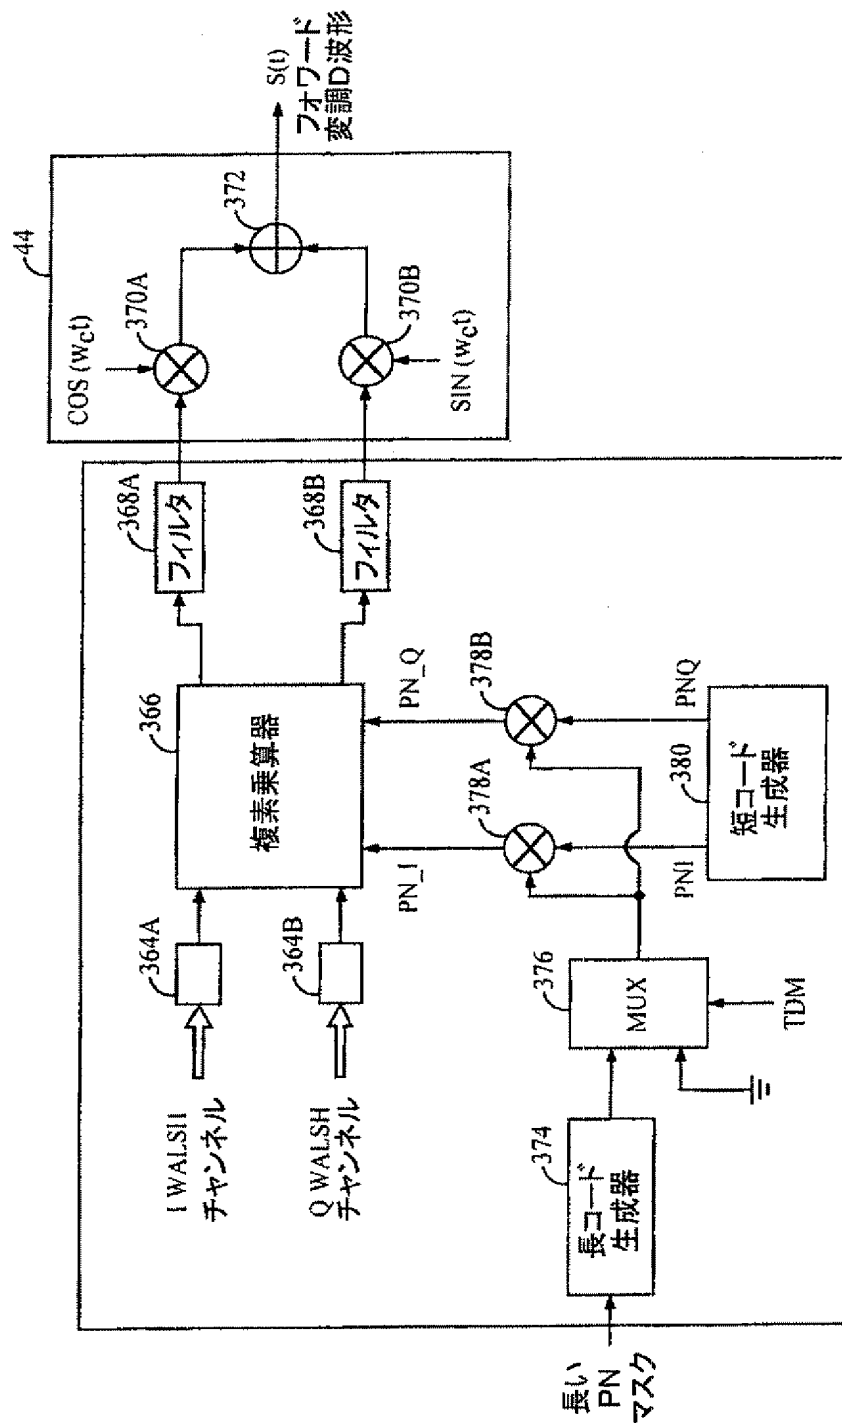 I WALSH
チャンネル
364A
Q WALSH
チャンネル
364B
366
複素乗算器
368A
フィルタ
368B
フィルタ
44
COS (wct)
370A
372
370B
SIN (wct)
S(t)
フォワード
変調D波形
PN_I
378A
PN_Q
378B
長い
PN
マスク
374
長コード
生成器
376
MUX
TDM
PNI
380
PNQ
短コード
生成器